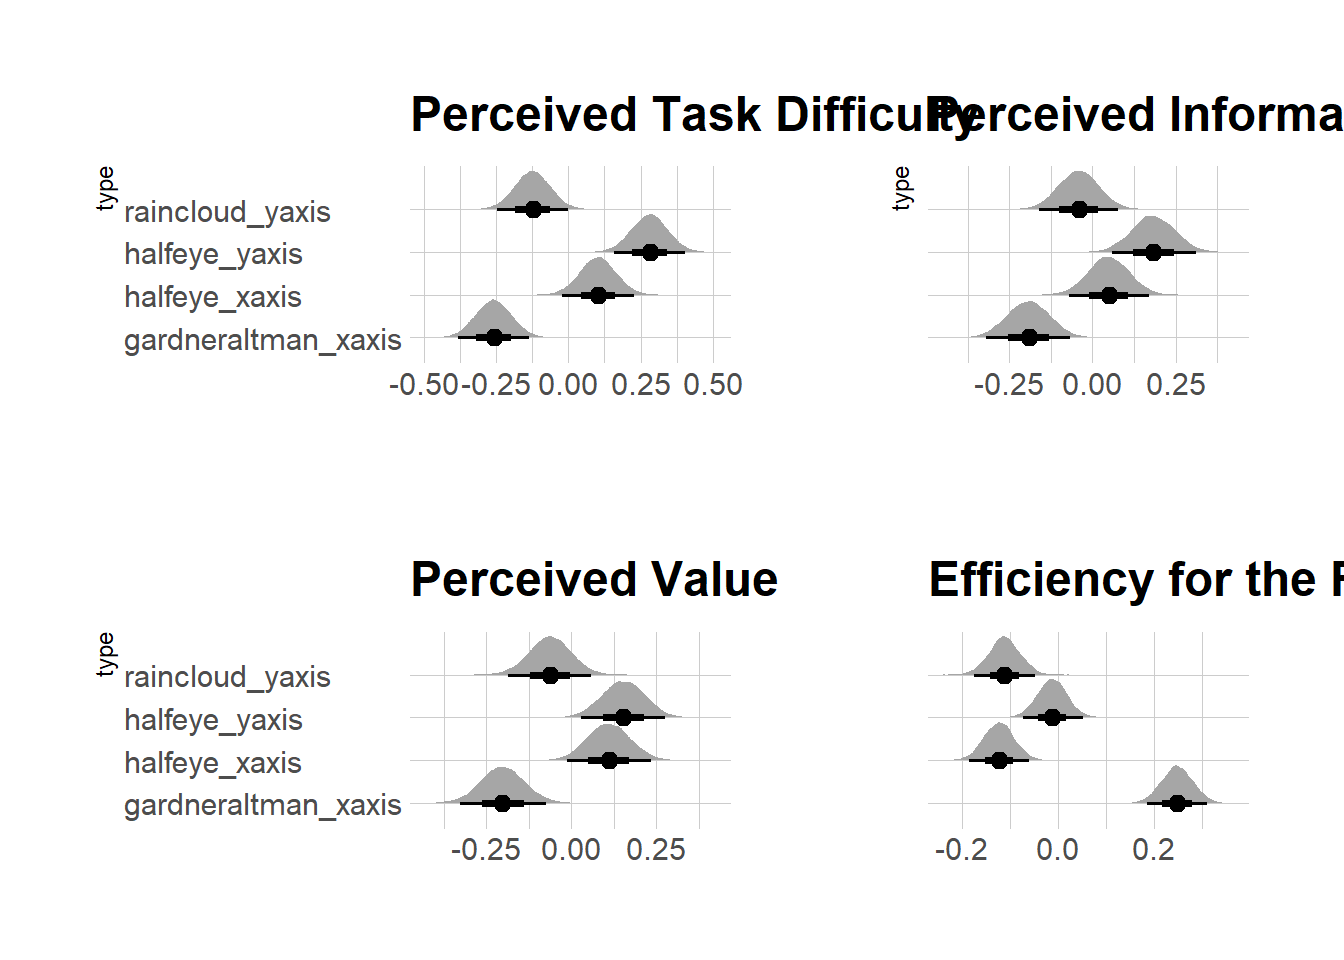 Perceived Task Difficulty
Perceived Informa
type
raincloud_yaxis
halfeye_yaxis
halfeye_xaxis
gardneraltman_xaxis
-0.50 -0.25 0.00 0.25 0.50
type
-0.25 0.00 0.25
Perceived Value
Efficiency for the
type
raincloud_yaxis
halfeye_yaxis
halfeye_xaxis
gardneraltman_xaxis
-0.25 0.00 0.25
-0.2 0.0 0.2